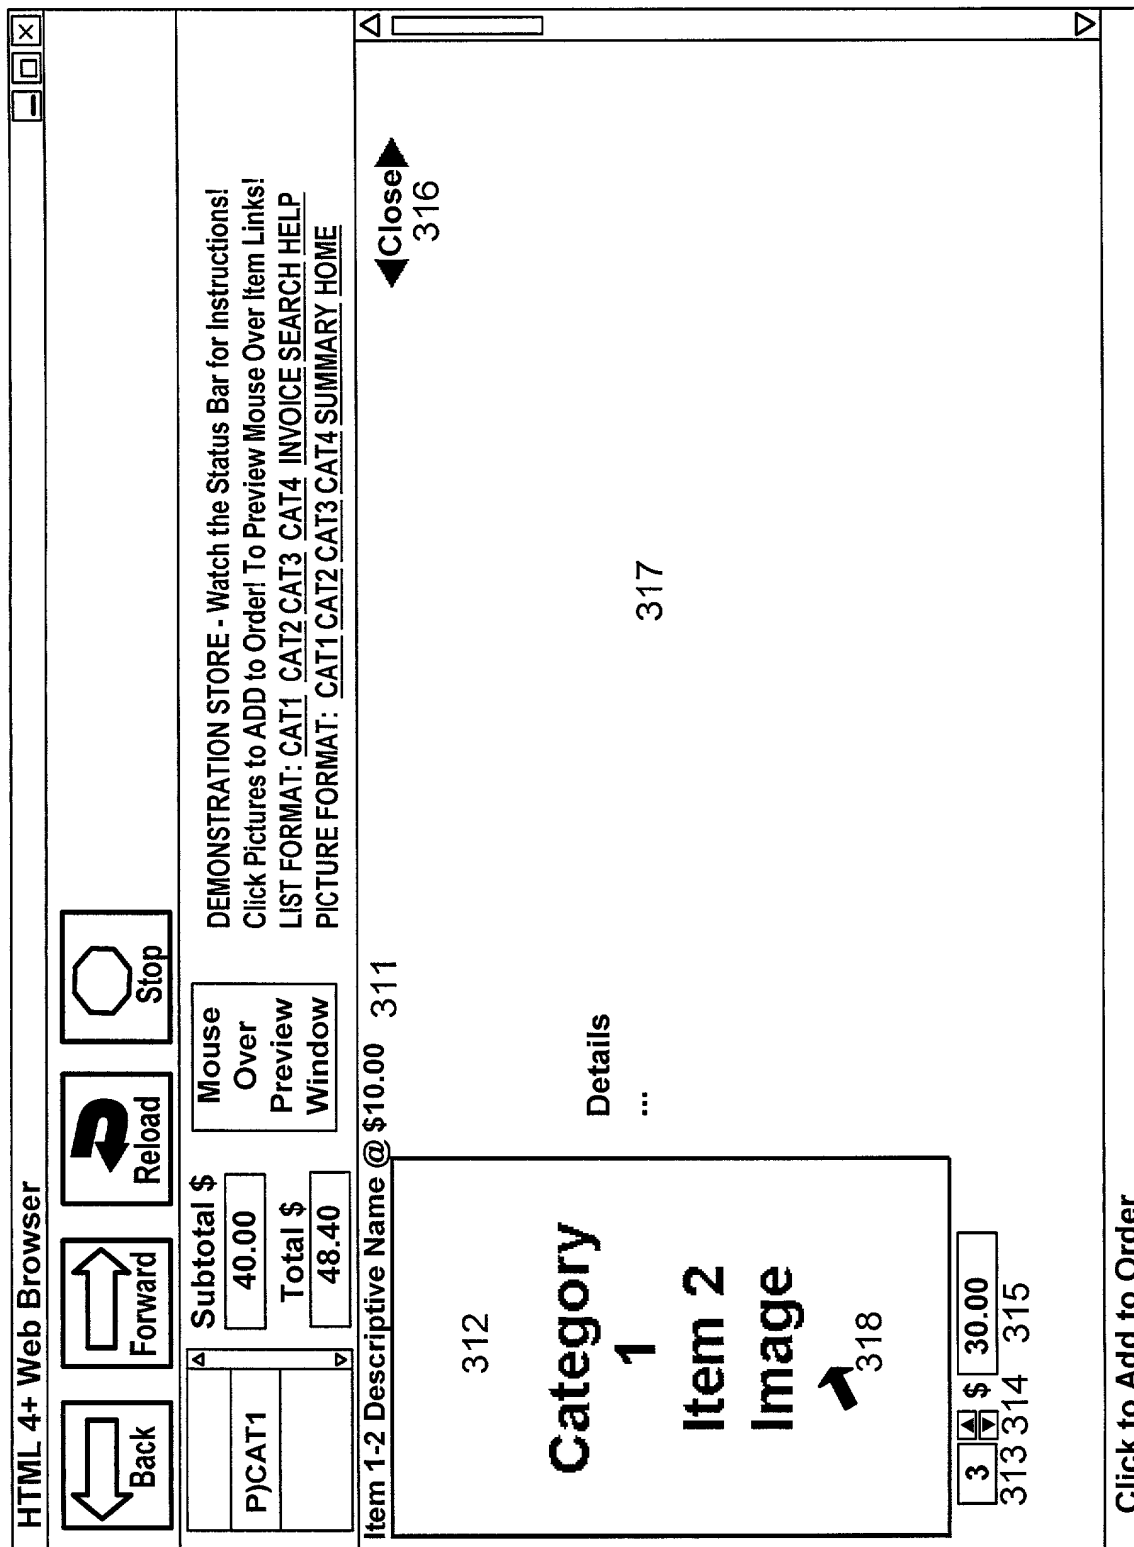 HTML 4+ Web Browser
Back
Forward
Reload
Stop
P)CAT1
Subtotal $
40.00
Total $
48.40
Mouse
Over
Preview
Window
DEMONSTRATION STORE - Watch the Status Bar for Instructions!
Click Pictures to ADD to Order! To Preview Mouse Over Item Links!
LIST FORMAT: CAT1 CAT2 CAT3 CAT4 INVOICE SEARCH HELP
PICTURE FORMAT: CAT1 CAT2 CAT3 CAT4 SUMMARY HOME
Item 1-2 Descriptive Name @ $10.00 311
Close
316
312
Category
1
Item 2
Image
318
Details
...
317
3 $ 30.00
313 314 315
Click to Add to Order